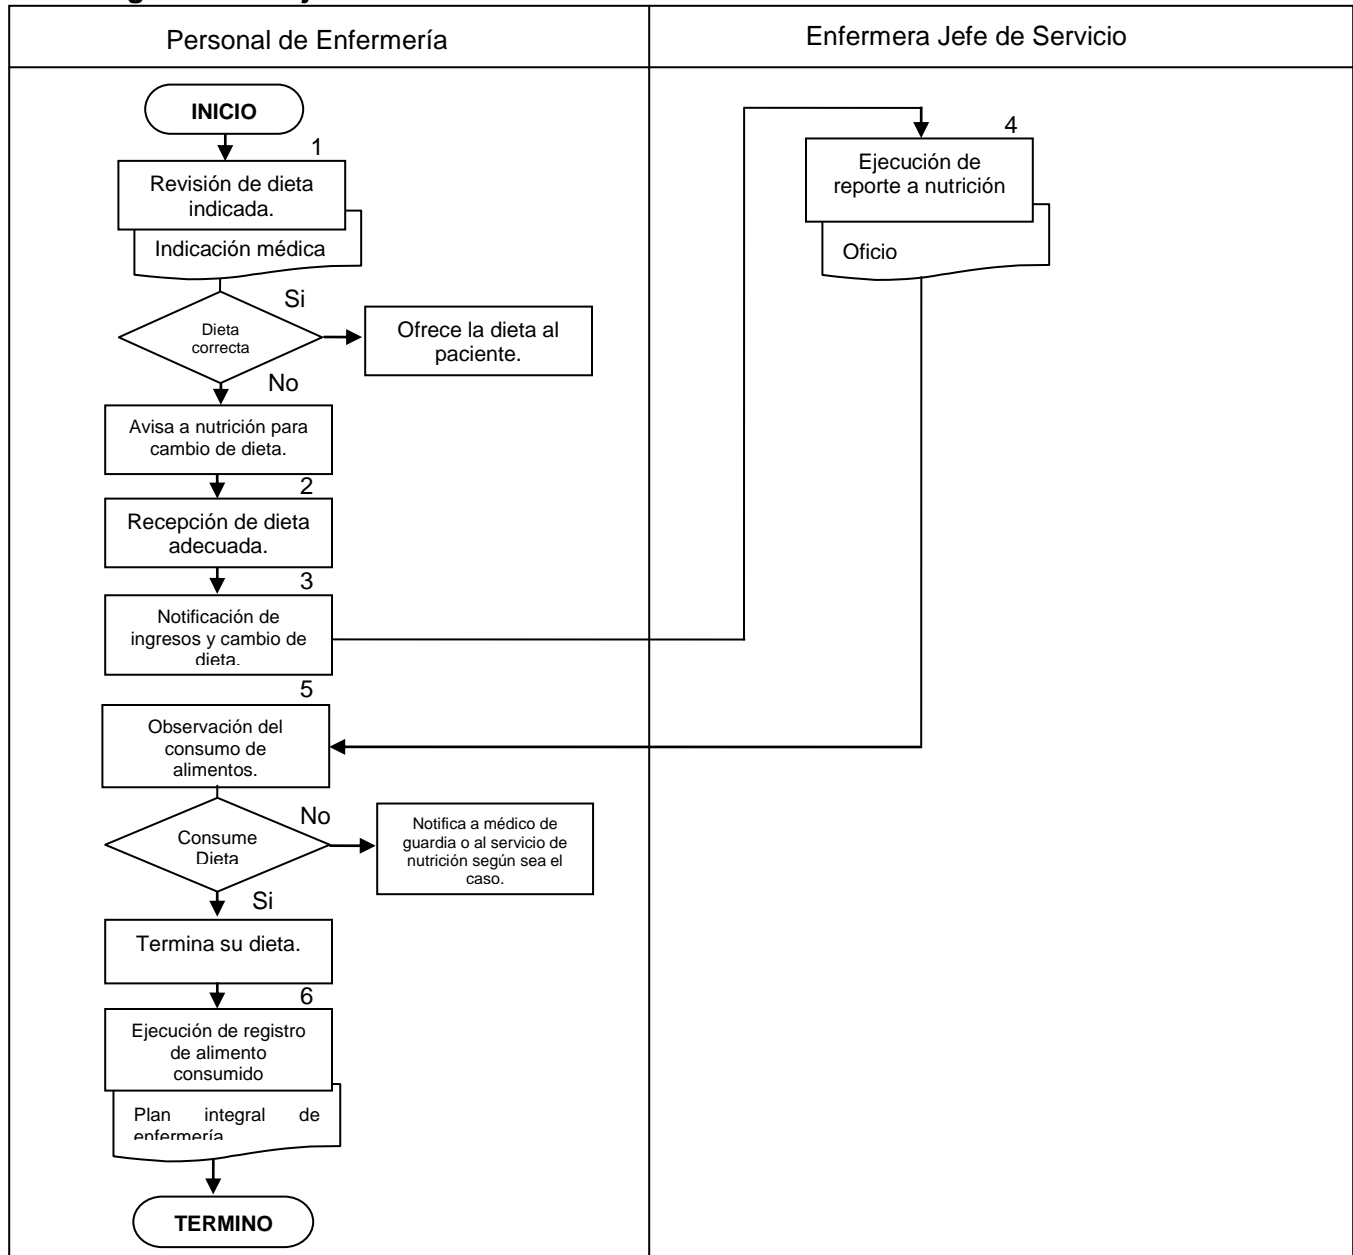 Personal de Enfermería
Enfermera Jefe de Servicio
INICIO
1
Revisión de dieta
indicada.
Indicación médica
Si
Dieta
correcta
Ofrece la dieta al
paciente.
No
Avisa a nutrición para
cambio de dieta.
2
Recepción de dieta
adecuada.
3
Notificación de
ingresos y cambio de
dieta.
4
Ejecución de
reporte a nutrición
Oficio
5
Observación del
consumo de
alimentos.
No
Consume
Dieta
Notifica a médico de
guardia o al servicio de
nutrición según sea el
caso.
Si
Termina su dieta.
6
Ejecución de registro
de alimento
consumido
Plan integral de
enfermería
TERMINO